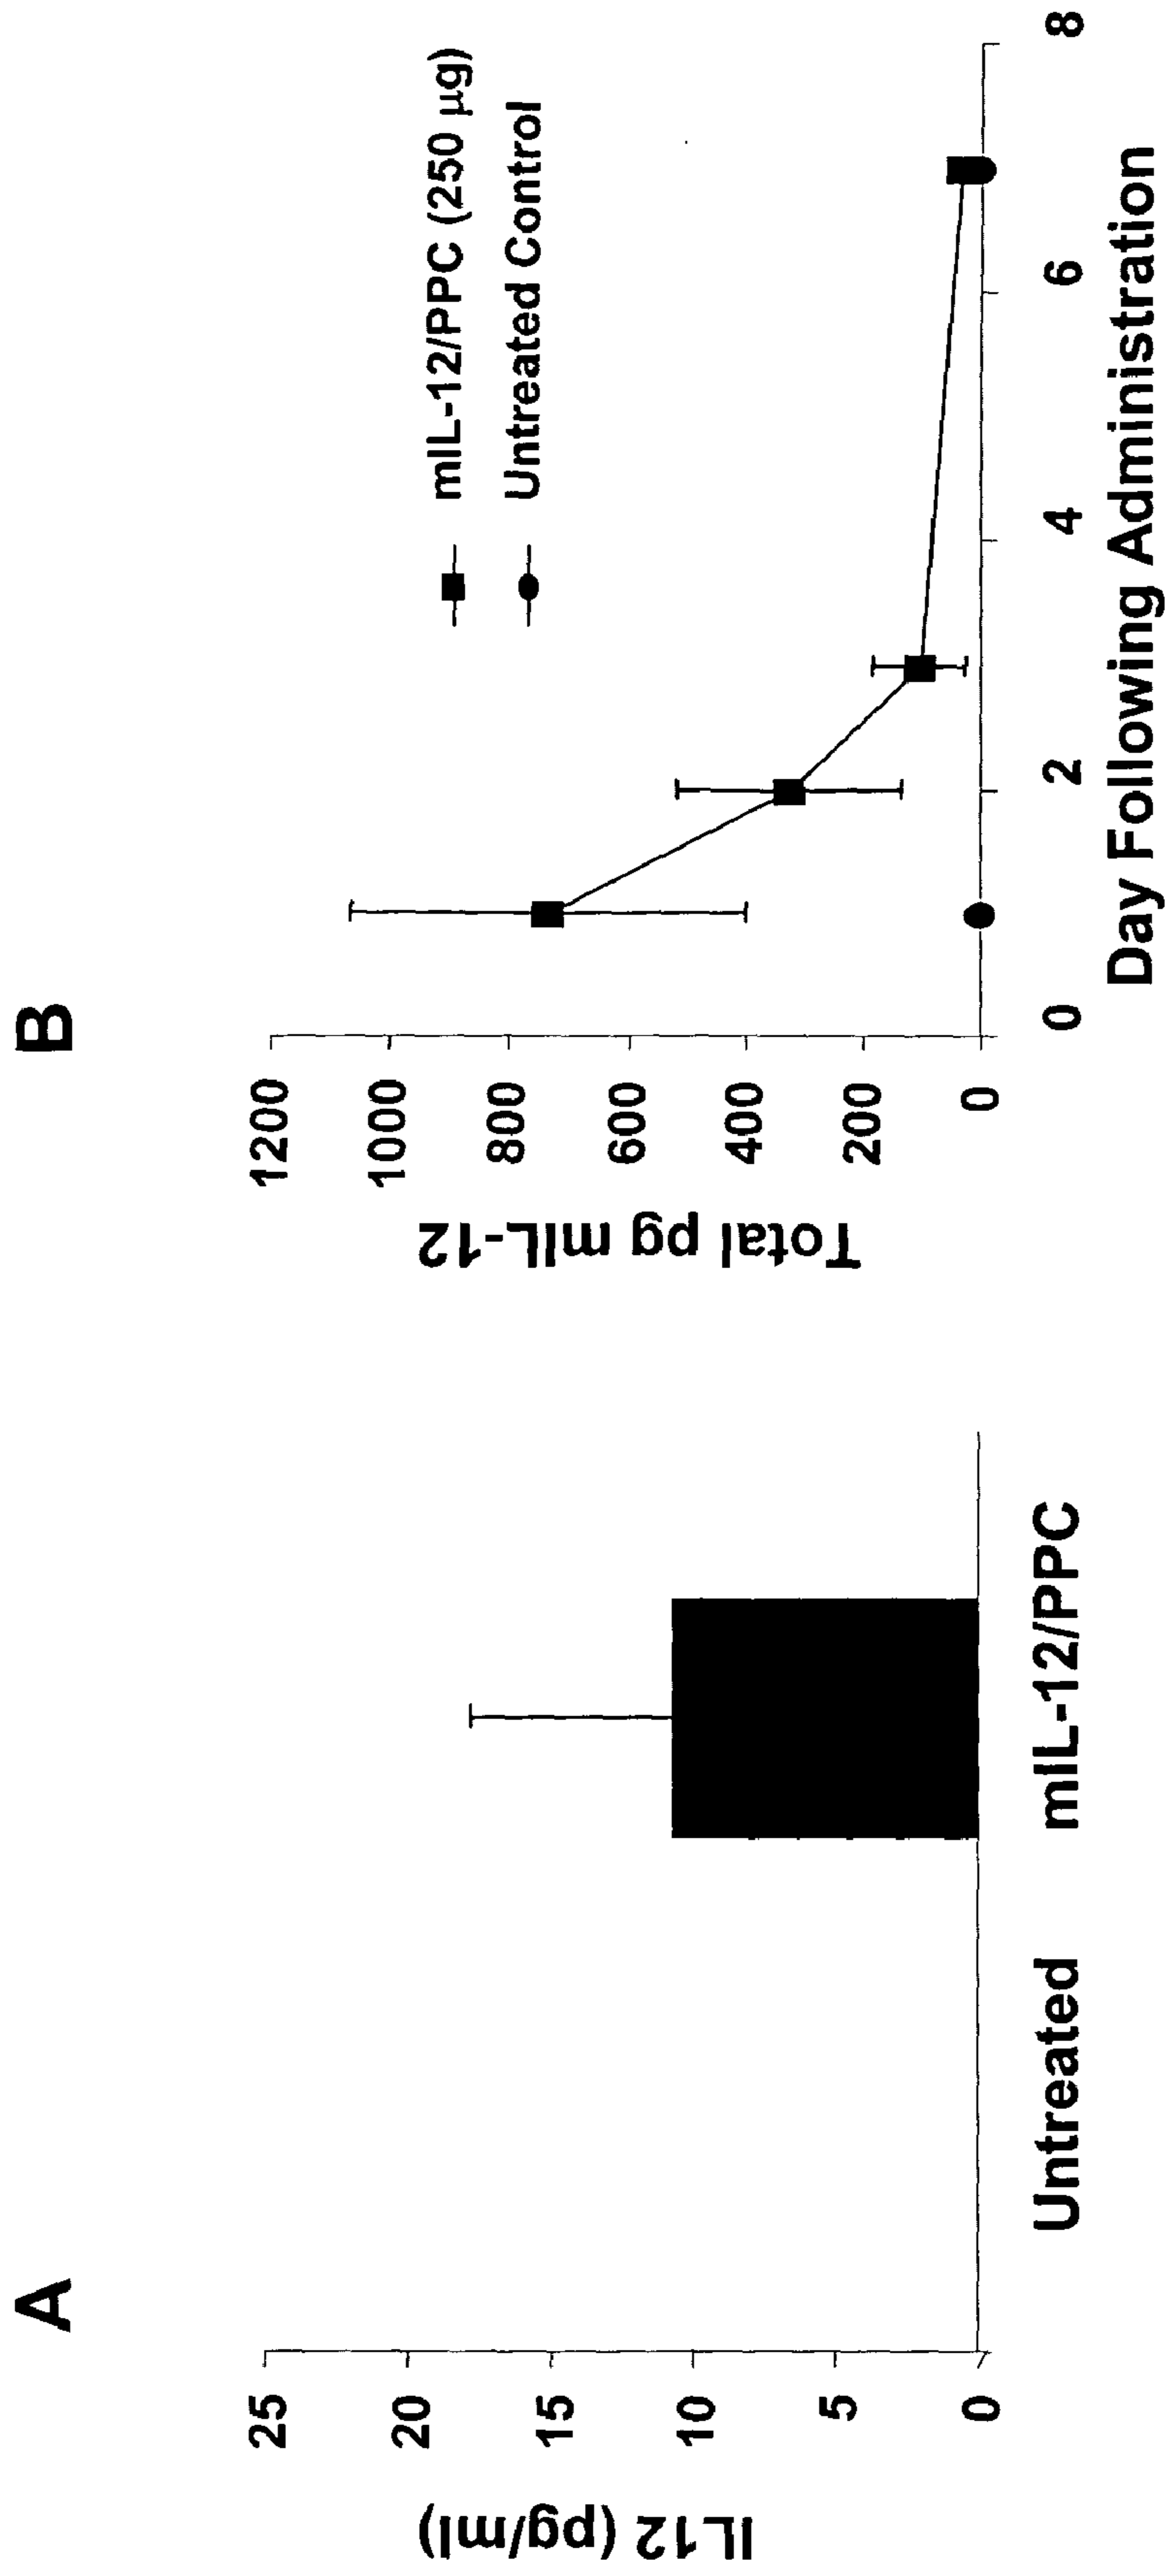 A
25
20
15
10
5
0
IL12 (pg/ml)
Untreated
mIL-12/PPC
B
1200
1000
800
600
400
200
0
Total pg mIL-12
mIL-12/PPC (250 µg)
Untreated Control
0 2 4 6 8
Day Following Administration